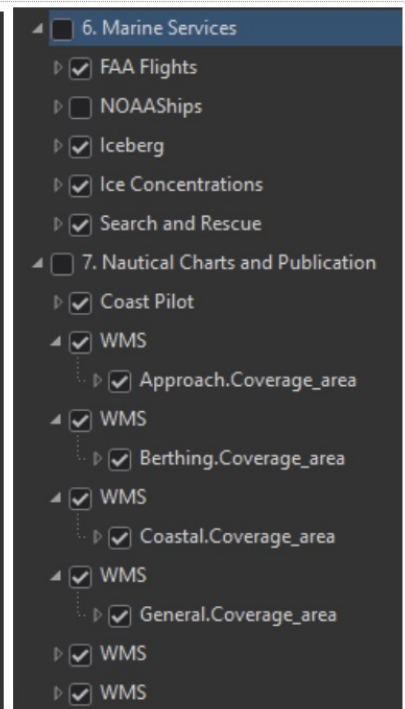 6. Marine Services
FAA Flights
NOAAShips
Iceberg
Ice Concentrations
Search and Rescue
7. Nautical Charts and Publication
Coast Pilot
WMS
Approach.Coverage_area
WMS
Berthing.Coverage_area
WMS
Coastal.Coverage_area
WMS
General.Coverage_area
WMS
WMS